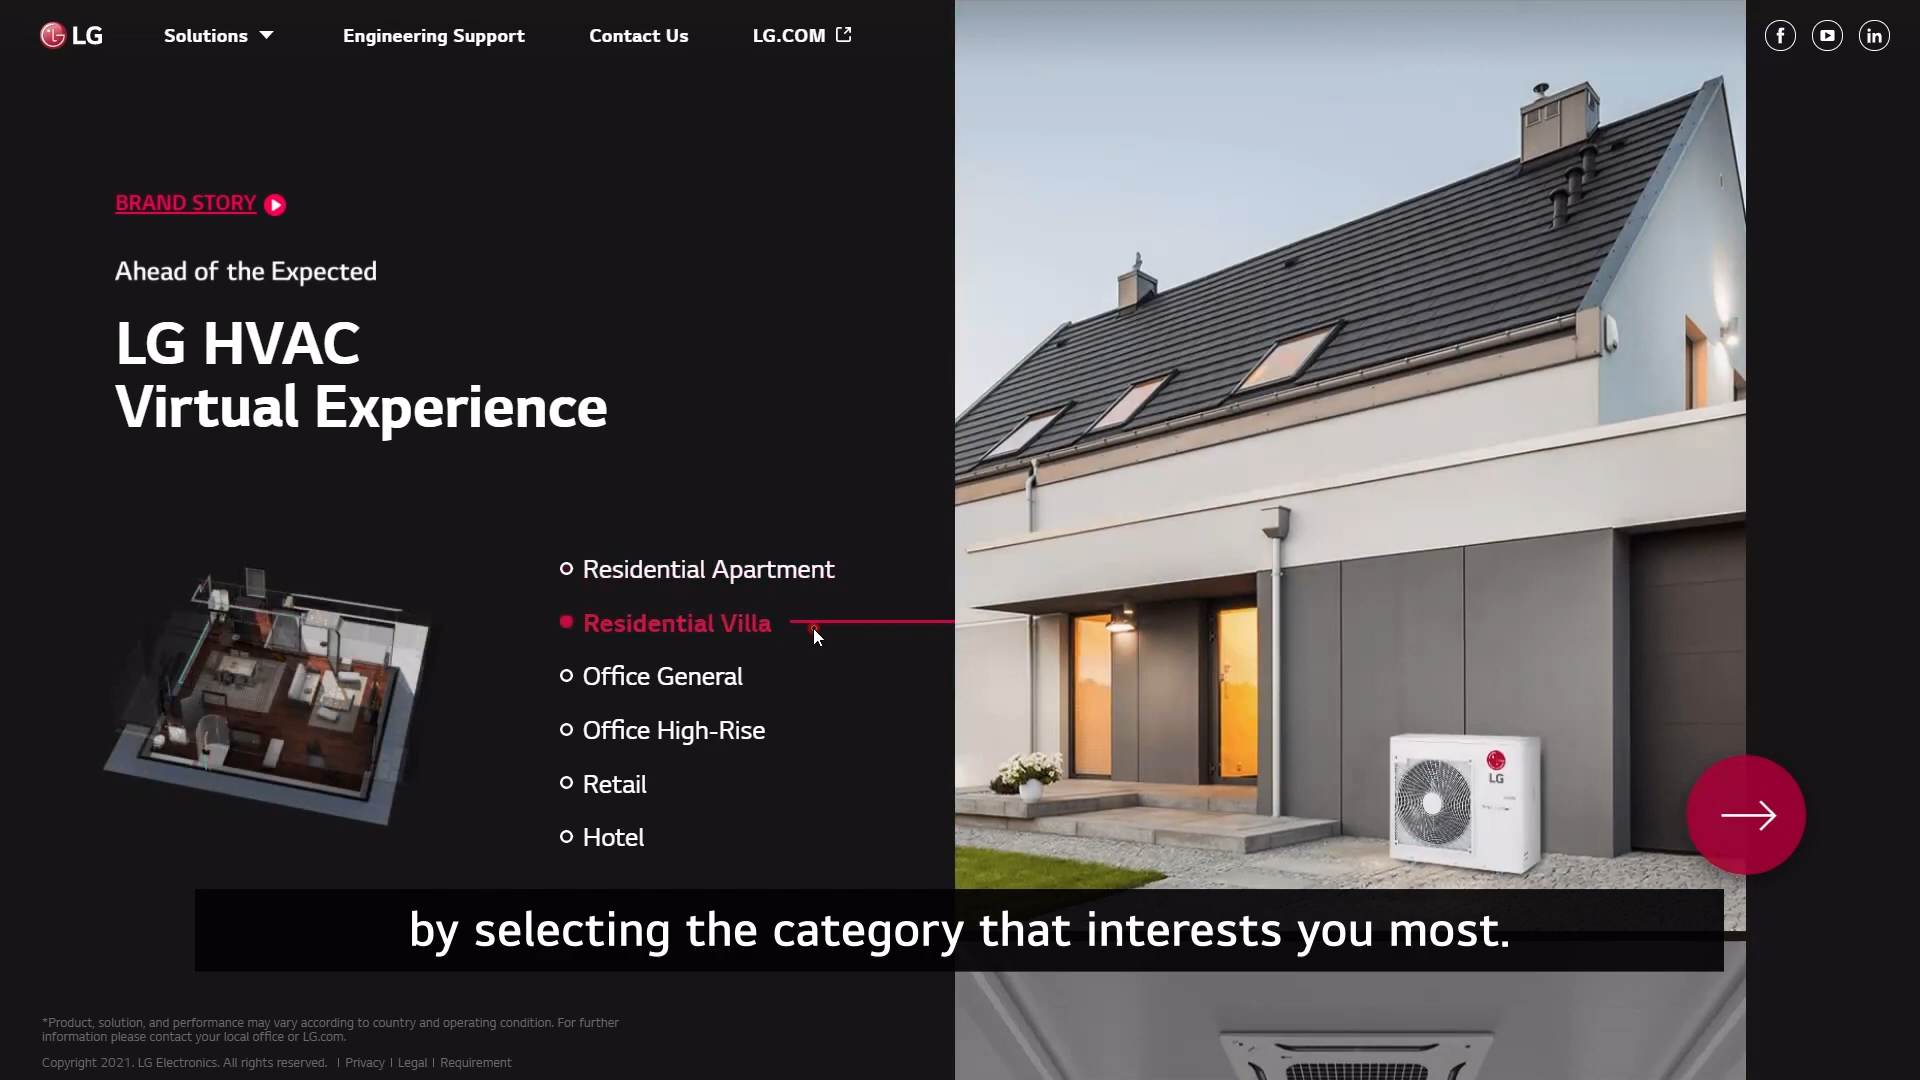 LG
Solutions
Engineering Support
Contact Us
LG.COM
f
in
BRAND STORY
Ahead of the Expected
LG HVAC
Virtual Experience
Residential Apartment
Residential Villa
Office General
Office High-Rise
Retail
Hotel
LG
by selecting the category that interests you most.
*Product, solution, and performance may vary according to country and operating condition. For further
information please contact your local office or LG.com.
Copyright 2021. LG Electronics. All rights reserved. | Privacy | Legal | Requirement